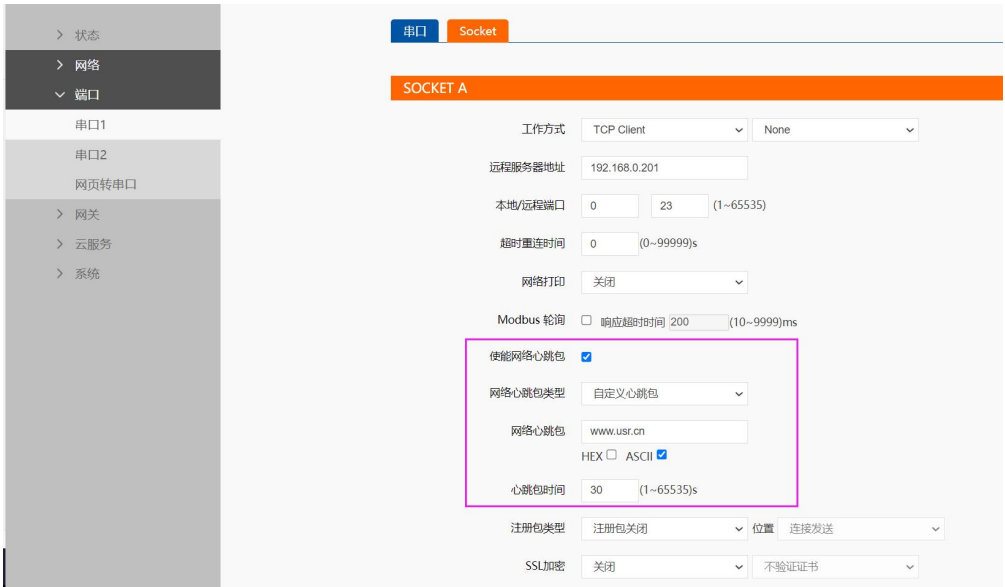 状态
网络
端口
串口1
串口2
网页转串口
网关
云服务
系统
串口 Socket
SOCKET A
工作方式 TCP Client None
远程服务器地址 192.168.0.201
本地/远程端口 0 23 (1~65535)
超时重连时间 0 (0~99999)s
网络打印 关闭
Modbus 轮询 响应超时时间 200 (10~9999)ms
使能网络心跳包
网络心跳包类型 自定义心跳包
网络心跳包 www.usr.cn
HEX ASCII
心跳包时间 30 (1~65535)s
注册包类型 注册包关闭 位置 连接发送
SSL加密 关闭 不验证证书